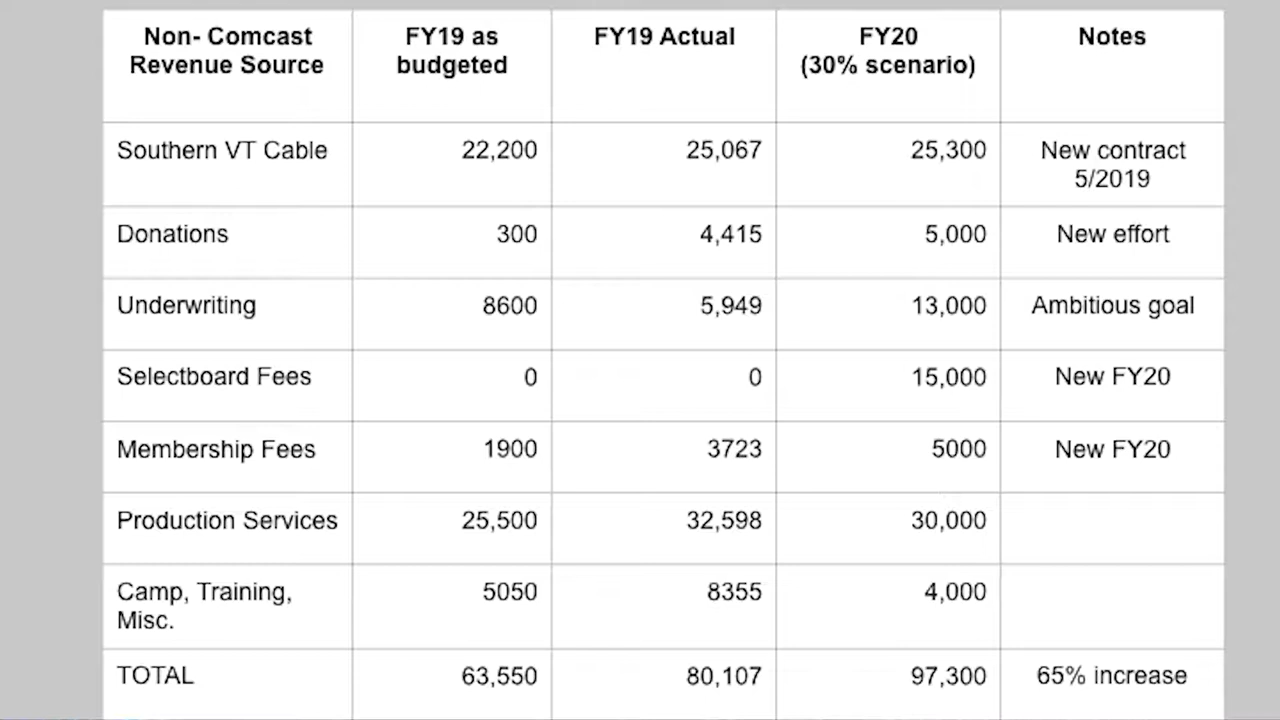 Non- Comcast Revenue Source FY19 as budgeted FY19 Actual FY20 (30% scenario) Notes
Southern VT Cable 22,200 25,067 25,300 New contract 5/2019
Donations 300 4,415 5,000 New effort
Underwriting 8600 5,949 13,000 Ambitious goal
Selectboard Fees 0 0 15,000 New FY20
Membership Fees 1900 3723 5000 New FY20
Production Services 25,500 32,598 30,000
Camp, Training, Misc. 5050 8355 4,000
TOTAL 63,550 80,107 97,300 65% increase